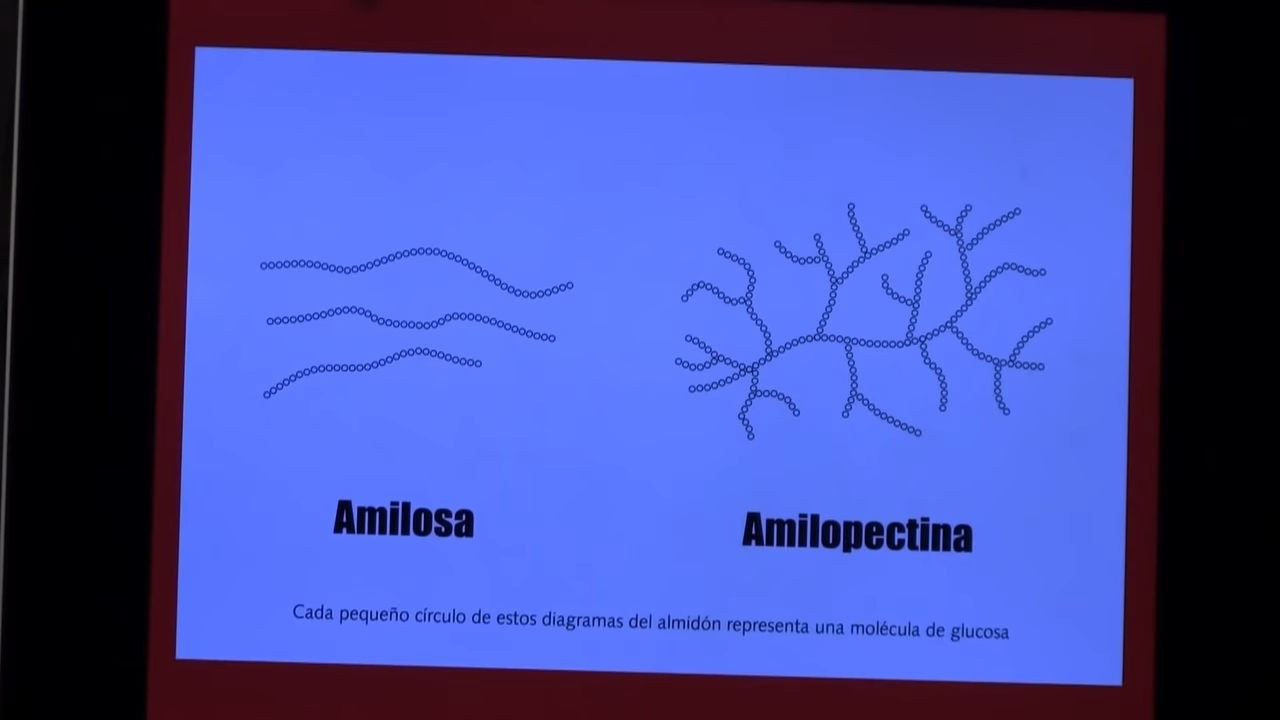 Amilosa
Amilopectina
Cada pequeño círculo de estos diagramas del almidón representa una molécula de glucosa